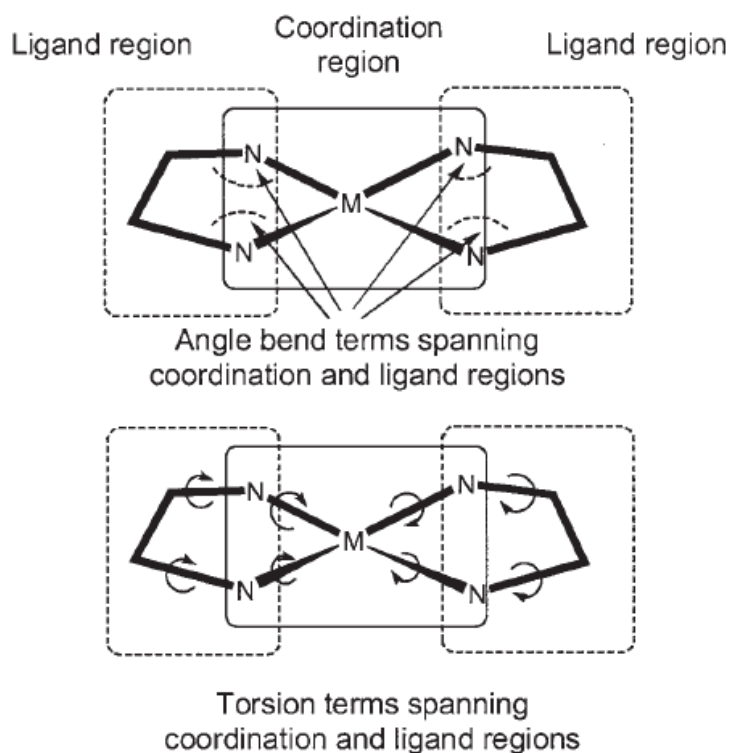 Ligand region
Coordination
region
Ligand region
N
N
M
N
N
Angle bend terms spanning
coordination and ligand regions
N
N
M
N
N
Torsion terms spanning
coordination and ligand regions